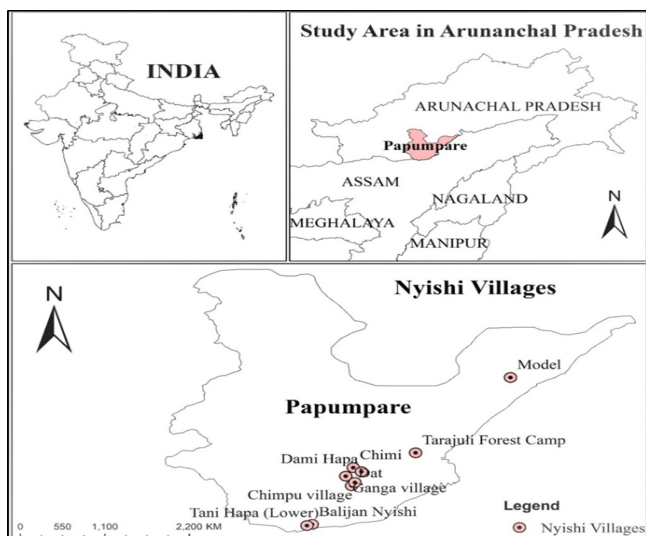 INDIA
Study Area in Arunanchal Pradesh
ARUNACHAL PRADESH
Papumpare
ASSAM
NAGALAND
MEGHALAYA
MANIPUR
N
N
Nyishi Villages
Model
Papumpare
Tarajuli Forest Camp
Dami Hapa
Chimi
Dat
Ganga village
Chimpu village
Tani Hapa (Lower)
Balijan Nyishi
Legend
Nyishi Villages
0 550 1,100 2,200 KM